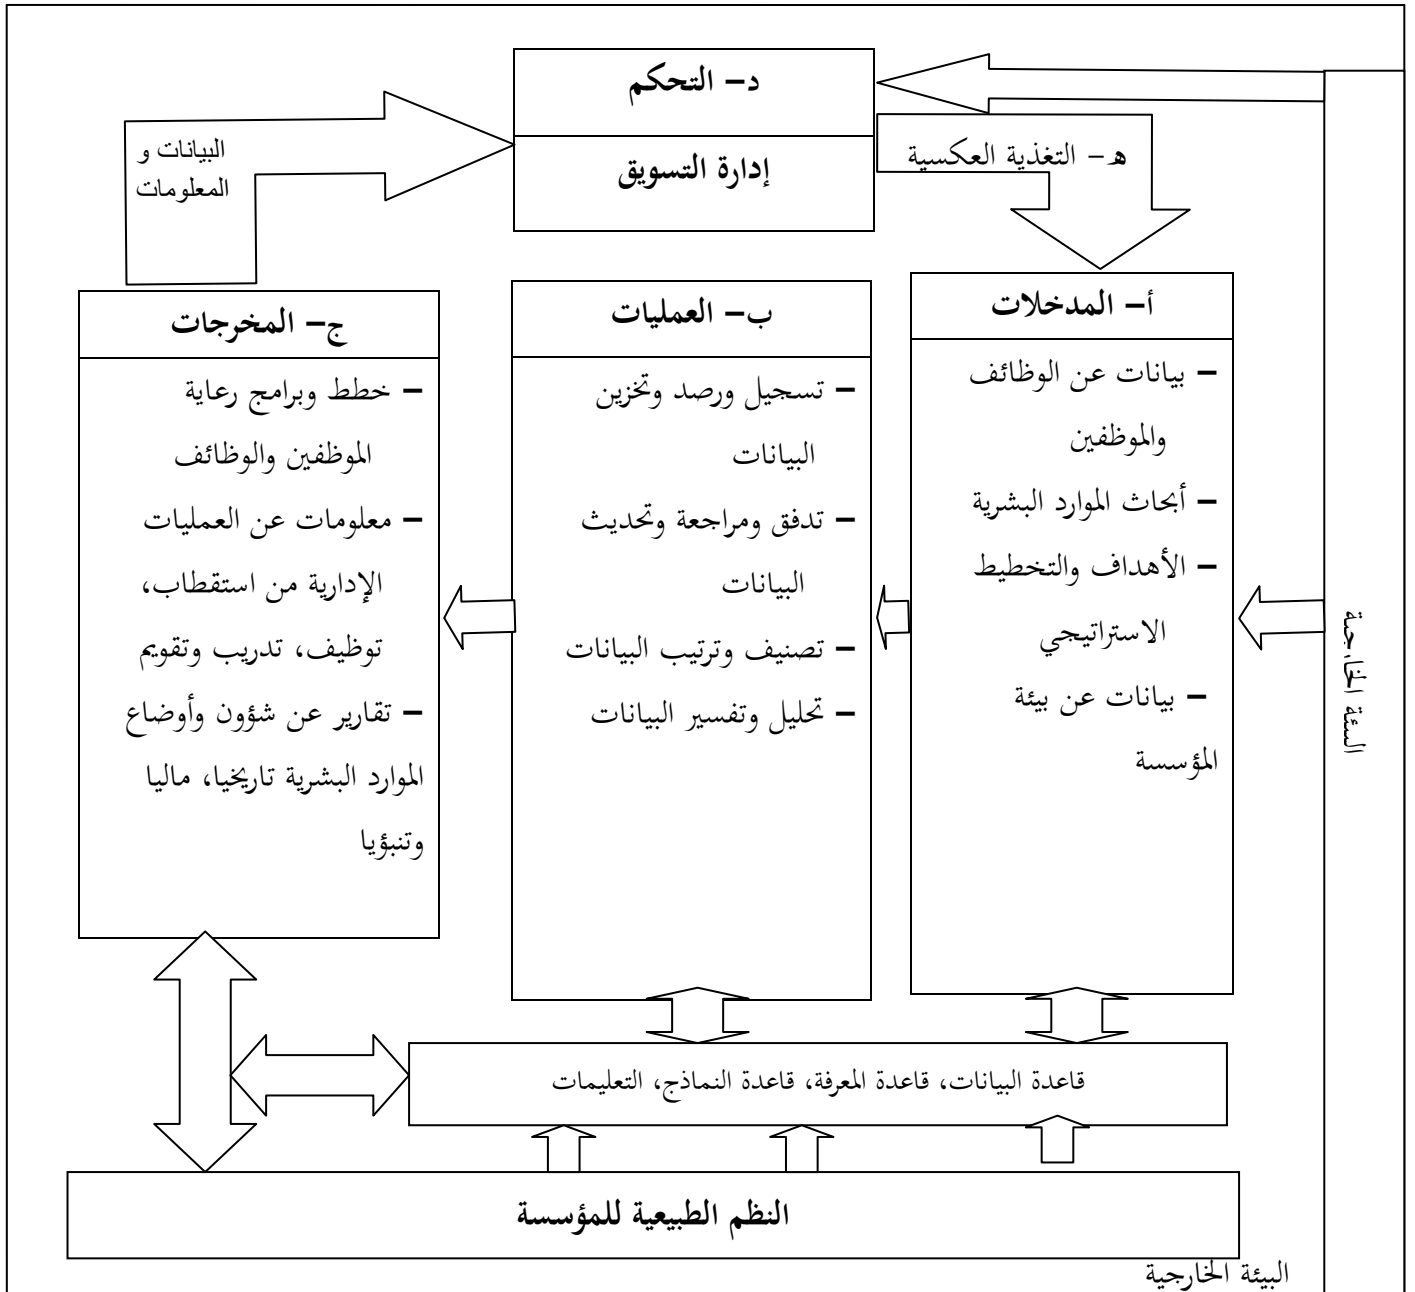 د– التحكم
إدارة التسويق
هـ– التغذية العكسية
البيانات و
المعلومات
أ– المدخلات
– بيانات عن الوظائف
والموظفين
– أبحاث الموارد البشرية
– الأهداف والتخطيط
الاستراتيجي
– بيانات عن بيئة
المؤسسة
ب– العمليات
– تسجيل ورصد وتخزين
البيانات
– تدفق ومراجعة وتحديث
البيانات
– تصنيف وترتيب البيانات
– تحليل وتفسير البيانات
ج– المخرجات
– خطط وبرامج رعاية
الموظفين والوظائف
– معلومات عن العمليات
الإدارية من استقطاب،
توظيف، تدريب وتقويم
– تقارير عن شؤون وأوضاع
الموارد البشرية تاريخيا، ماليا
وتنبؤيا
البيئة الخارجية
قاعدة البيانات، قاعدة المعرفة، قاعدة النماذج، التعليمات
النظم الطبيعية للمؤسسة
البيئة الخارجية